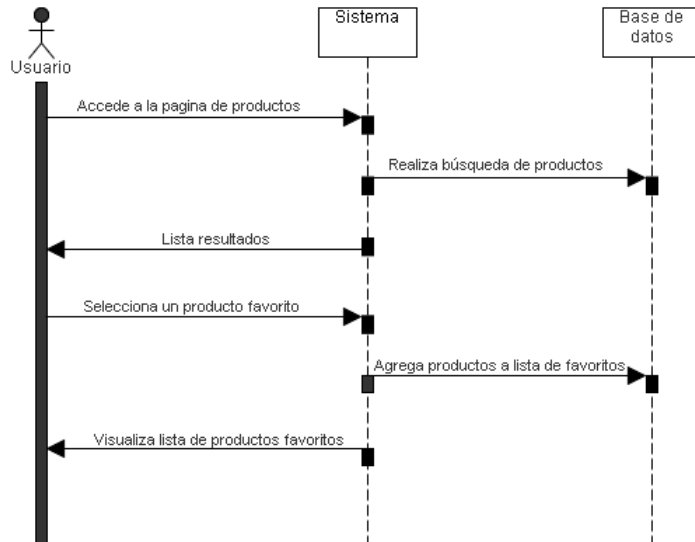 Sistema
Base de
datos
Usuario
Accede a la pagina de productos
Realiza búsqueda de productos
Lista resultados
Selecciona un producto favorito
Agrega productos a lista de favoritos
Visualiza lista de productos favoritos